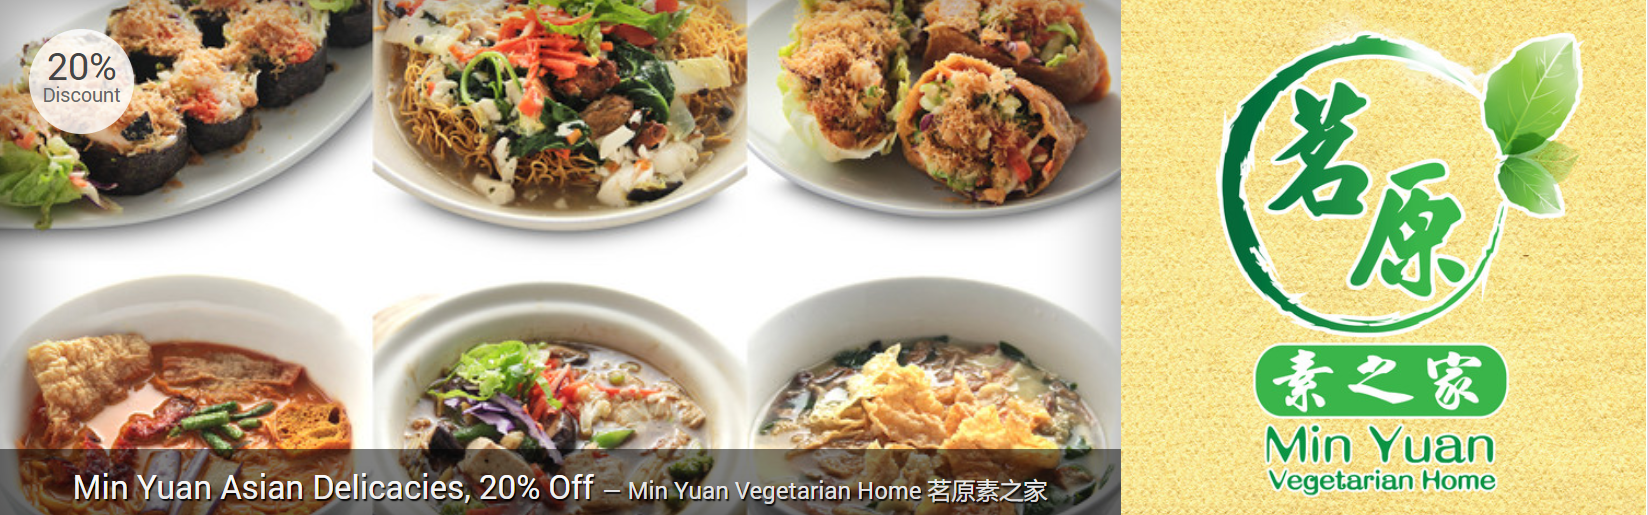 20%
Discount
茗原
素之家
Min Yuan
Vegetarian Home
Min Yuan Asian Delicacies, 20% Off — Min Yuan Vegetarian Home 茗原素之家